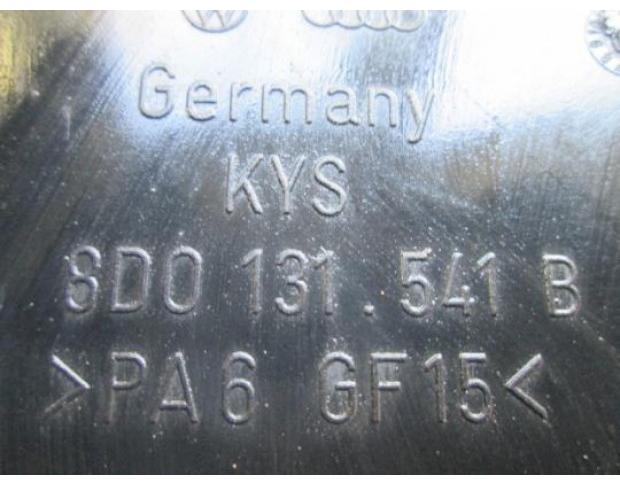 Germany
KYS
8D0 131.541 B
>PA6 GF15<